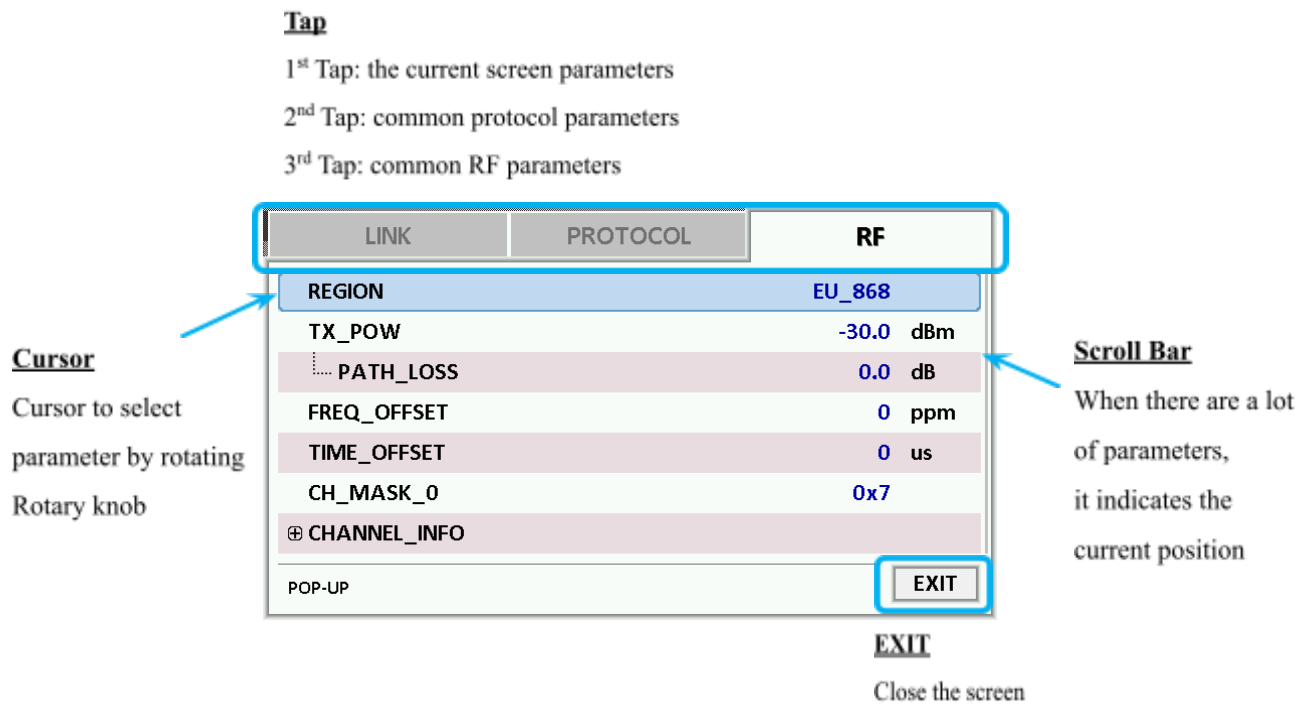 Tap
1st Tap: the current screen parameters
2nd Tap: common protocol parameters
3rd Tap: common RF parameters
LINK PROTOCOL RF
REGION EU_868
TX_POW -30.0 dBm
PATH_LOSS 0.0 dB
FREQ_OFFSET 0 ppm
TIME_OFFSET 0 us
CH_MASK_0 0x7
CHANNEL_INFO
POP-UP EXIT
Cursor
Cursor to select
parameter by rotating
Rotary knob
Scroll Bar
When there are a lot
of parameters,
it indicates the
current position
EXIT
Close the screen